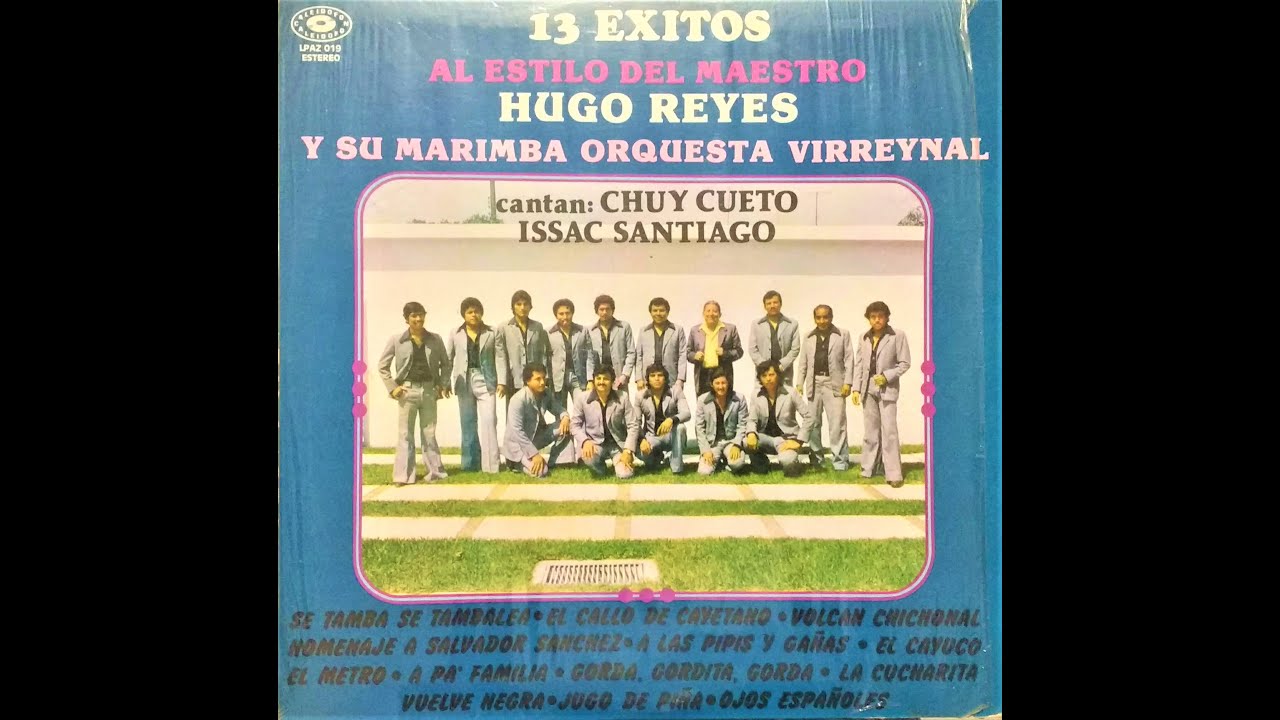 CALEIDOFON
CALEIDOFON
LPAZ 019
ESTEREO
13 EXITOS
AL ESTILO DEL MAESTRO
HUGO REYES
Y SU MARIMBA ORQUESTA VIRREYNAL
cantan: CHUY CUETO
ISSAC SANTIAGO
SE TAMBA SE TAMBALEA • EL CALLO DE CAYETANO • VOLCAN CHICHONAL
HOMENAJE A SALVADOR SANCHEZ • A LAS PIPIS Y GAÑAS • EL CAYUCO
EL METRO • A PA' FAMILIA • GORDA, GORDITA, GORDA • LA CUCHARITA
VUELVE NEGRA • JUGO DE PIÑA • OJOS ESPAÑOLES